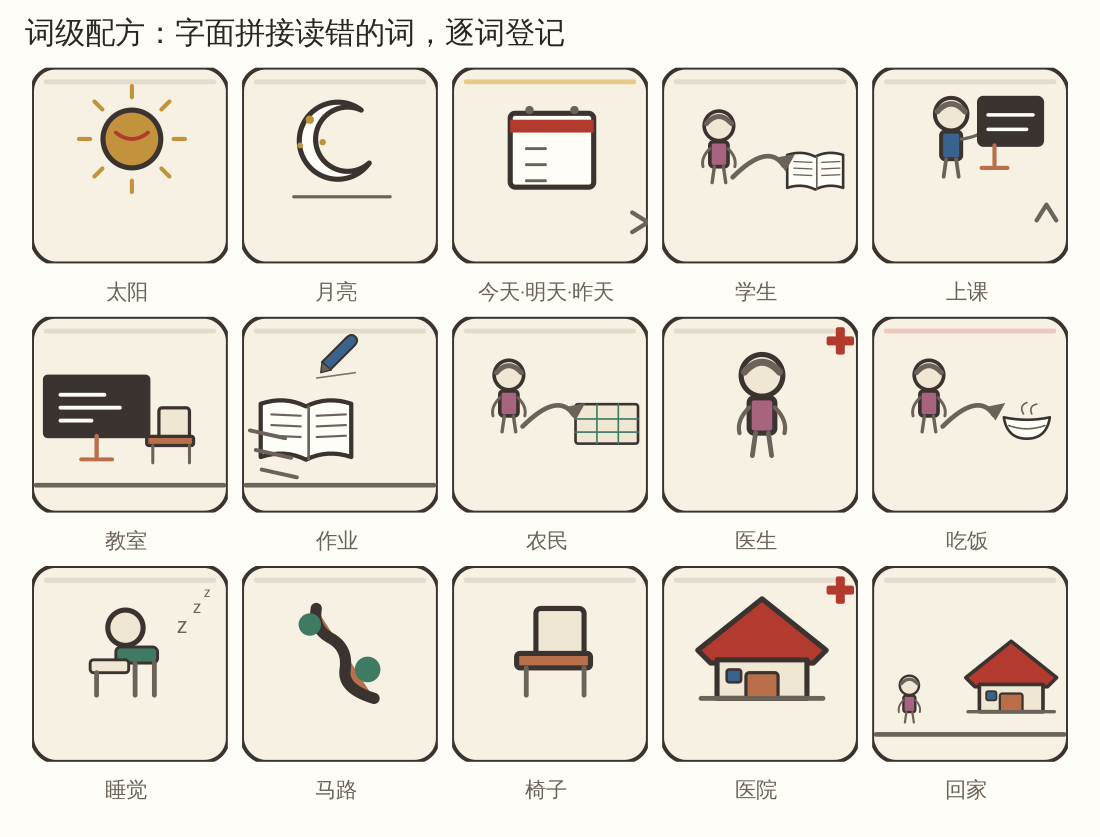 词级配方：字面拼接读错的词，逐词登记
太阳
月亮
今天·明天·昨天
学生
上课
教室
作业
农民
医生
吃饭
z
z
z
睡觉
马路
椅子
医院
回家